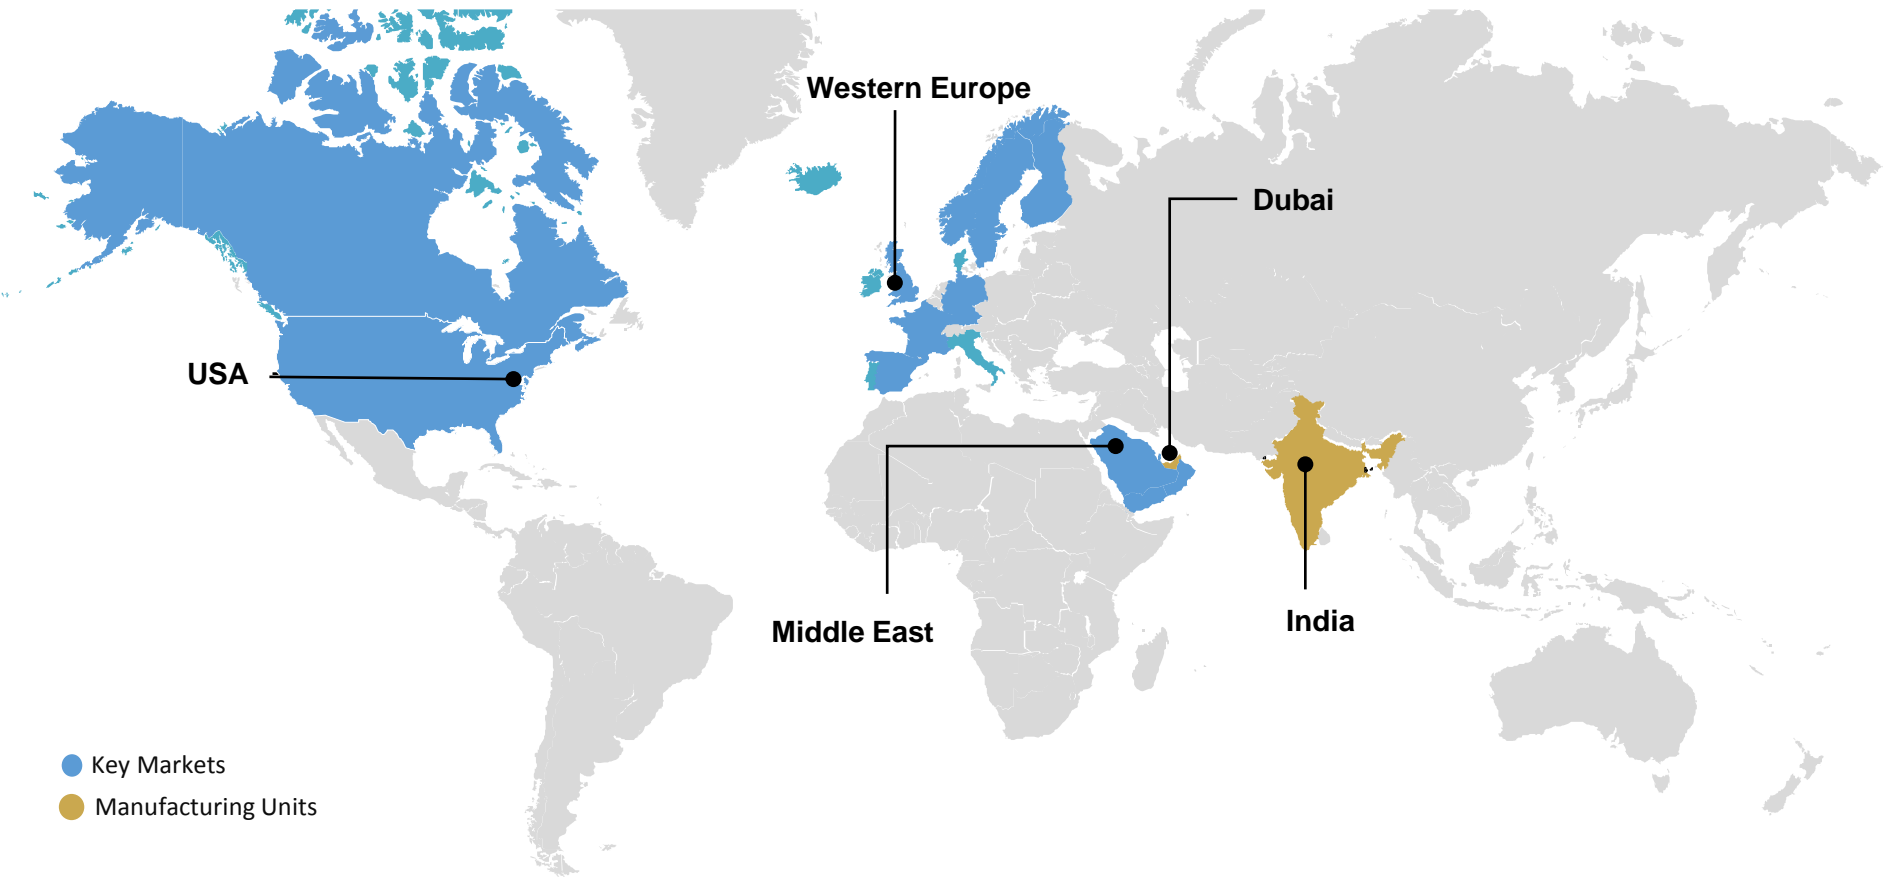 Western Europe
Dubai
USA
Middle East
India
Key Markets
Manufacturing Units